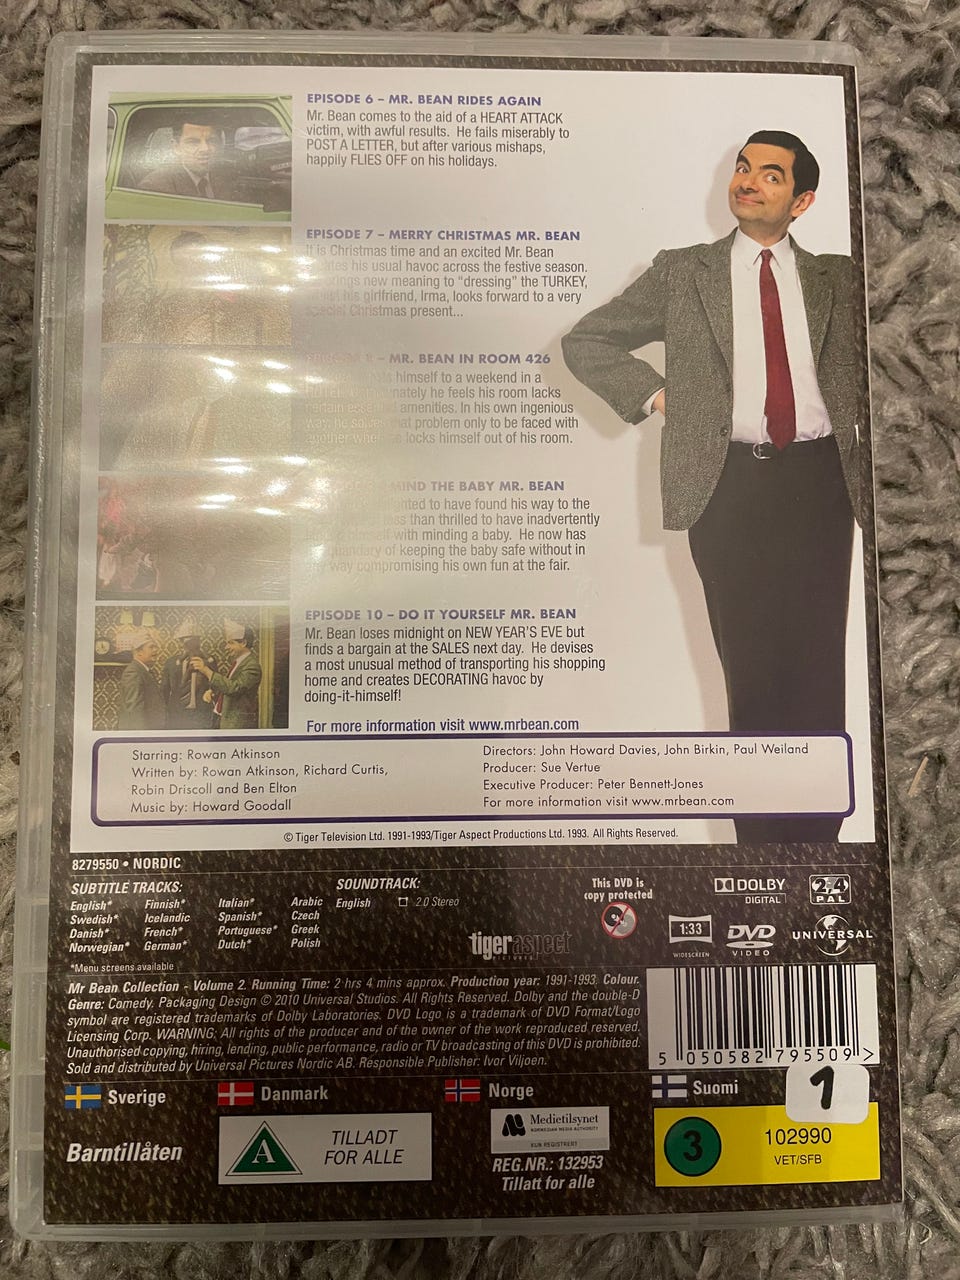 EPISODE 6 – MR. BEAN RIDES AGAIN
Mr. Bean comes to the aid of a HEART ATTACK
victim, with awful results. He fails miserably to
POST A LETTER, but after various mishaps,
happily FLIES OFF on his holidays.
EPISODE 7 – MERRY CHRISTMAS MR. BEAN
It is Christmas time and an excited Mr. Bean
his usual havoc across the festive season.
new meaning to "dressing" the TURKEY,
his girlfriend, Irma, looks forward to a very
special Christmas present...
8 – MR. BEAN IN ROOM 426
himself to a weekend in a
he feels his room lacks
certain amenities. In his own ingenious
way, he that problem only to be faced with
another locks himself out of his room.
MIND THE BABY MR. BEAN
to have found his way to the
than thrilled to have inadvertently
himself with minding a baby. He now has
quandary of keeping the baby safe without in
any way compromising his own fun at the fair.
EPISODE 10 – DO IT YOURSELF MR. BEAN
Mr. Bean loses midnight on NEW YEAR'S EVE but
finds a bargain at the SALES next day. He devises
a most unusual method of transporting his shopping
home and creates DECORATING havoc by
doing-it-himself!
For more information visit www.mrbean.com
Starring: Rowan Atkinson
Written by: Rowan Atkinson, Richard Curtis,
Robin Driscoll and Ben Elton
Music by: Howard Goodall
Directors: John Howard Davies, John Birkin, Paul Weiland
Producer: Sue Vertue
Executive Producer: Peter Bennett-Jones
For more information visit www.mrbean.com
© Tiger Television Ltd. 1991-1993/Tiger Aspect Productions Ltd. 1993. All Rights Reserved.
8279550 • NORDIC
SUBTITLE TRACKS:
English* Finnish* Italian* Arabic
Swedish* Icelandic Spanish* Czech
Danish* French* Portuguese* Greek
Norwegian* German* Dutch* Polish
*Menu screens available
SOUNDTRACK:
English 2.0 Stereo
tigeraspect
PICTURES
This DVD is
copy protected
DOLBY
DIGITAL
2·4
PAL
1:33
WIDESCREEN
DVD
VIDEO
UNIVERSAL
Mr Bean Collection - Volume 2. Running Time: 2 hrs 4 mins approx. Production year: 1991-1993. Colour.
Genre: Comedy. Packaging Design © 2010 Universal Studios. All Rights Reserved. Dolby and the double-D
symbol are registered trademarks of Dolby Laboratories. DVD Logo is a trademark of DVD Format/Logo
Licensing Corp. WARNING: All rights of the producer and of the owner of the work reproduced reserved.
Unauthorised copying, hiring, lending, public performance, radio or TV broadcasting of this DVD is prohibited.
Sold and distributed by Universal Pictures Nordic AB. Responsible Publisher: Ivor Viljoen.
5 050582 795509 >
1
Sverige
Danmark
Norge
Suomi
Barntillåten
A
TILLADT
FOR ALLE
Medietilsynet
NORWEGIAN MEDIA AUTHORITY
KUN REGISTRERT
REG.NR.: 132953
Tillatt for alle
3
102990
VET/SFB